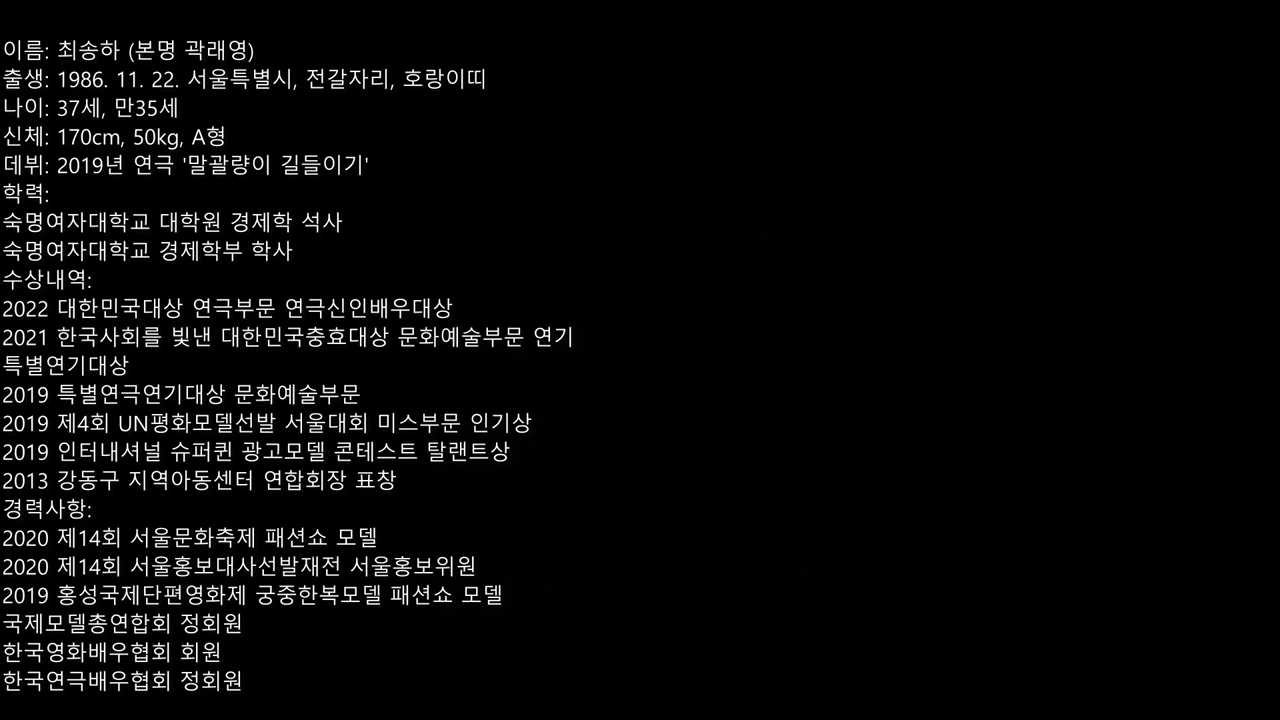 이름: 최송하 (본명 곽래영)
출생: 1986. 11. 22. 서울특별시, 전갈자리, 호랑이띠
나이: 37세, 만35세
신체: 170cm, 50kg, A형
데뷔: 2019년 연극 '말괄량이 길들이기'
학력:
숙명여자대학교 대학원 경제학 석사
숙명여자대학교 경제학부 학사
수상내역:
2022 대한민국대상 연극부문 연극신인배우대상
2021 한국사회를 빛낸 대한민국충효대상 문화예술부문 연기
특별연기대상
2019 특별연극연기대상 문화예술부문
2019 제4회 UN평화모델선발 서울대회 미스부문 인기상
2019 인터내셔널 슈퍼퀸 광고모델 콘테스트 탈랜트상
2013 강동구 지역아동센터 연합회장 표창
경력사항:
2020 제14회 서울문화축제 패션쇼 모델
2020 제14회 서울홍보대사선발재전 서울홍보위원
2019 홍성국제단편영화제 궁중한복모델 패션쇼 모델
국제모델총연합회 정회원
한국영화배우협회 회원
한국연극배우협회 정회원